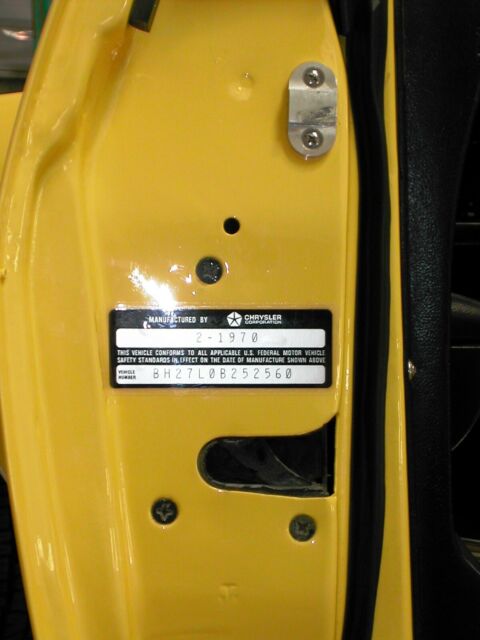 MANUFACTURED BY CHRYSLER CORPORATION
2-1970
THIS VEHICLE CONFORMS TO ALL APPLICABLE U.S. FEDERAL MOTOR VEHICLE
SAFETY STANDARDS IN EFFECT ON THE DATE OF MANUFACTURE SHOWN ABOVE
VEHICLE NUMBER BH27L0B252560